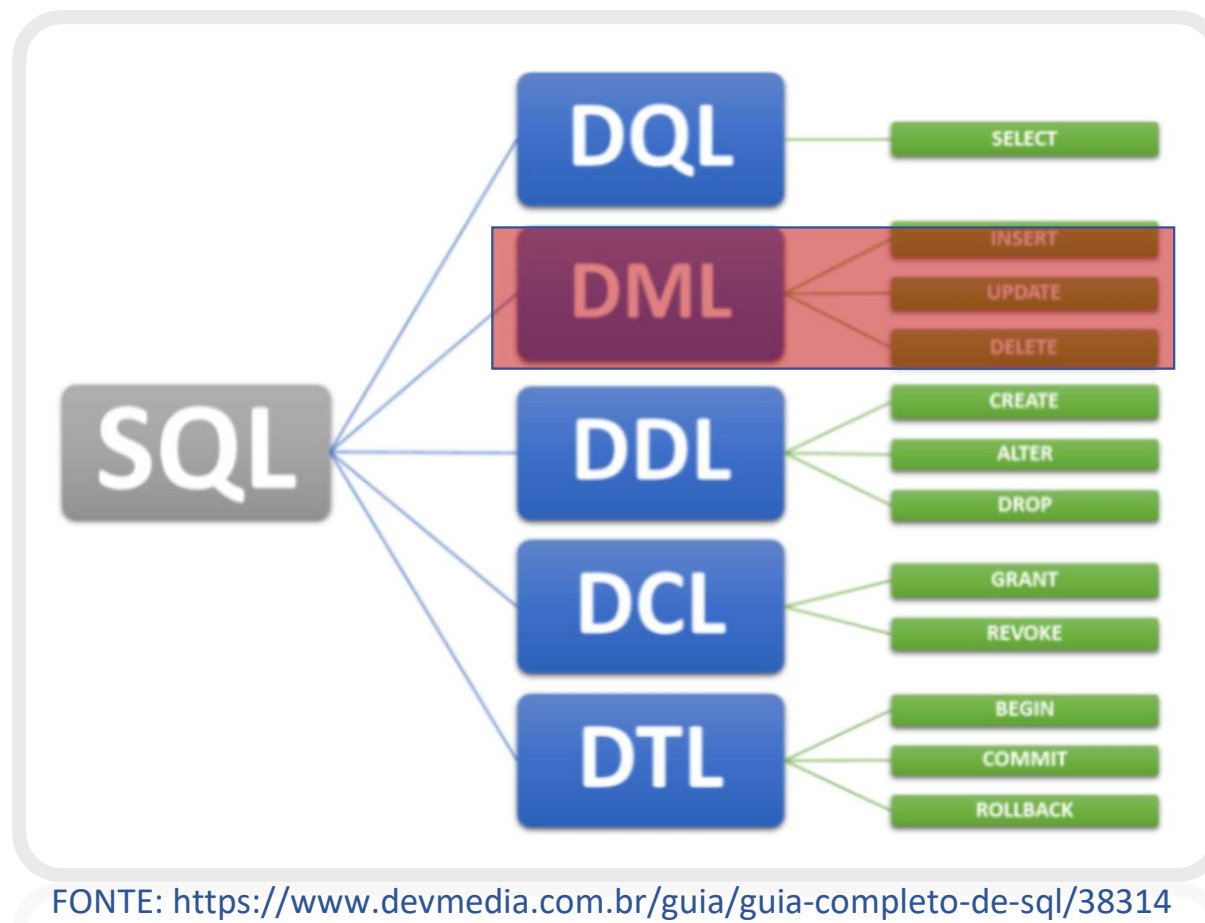 SQL
DQL
SELECT
DML
INSERT
UPDATE
DELETE
DDL
CREATE
ALTER
DROP
DCL
GRANT
REVOKE
DTL
BEGIN
COMMIT
ROLLBACK
FONTE: https://www.devmedia.com.br/guia/guia-completo-de-sql/38314